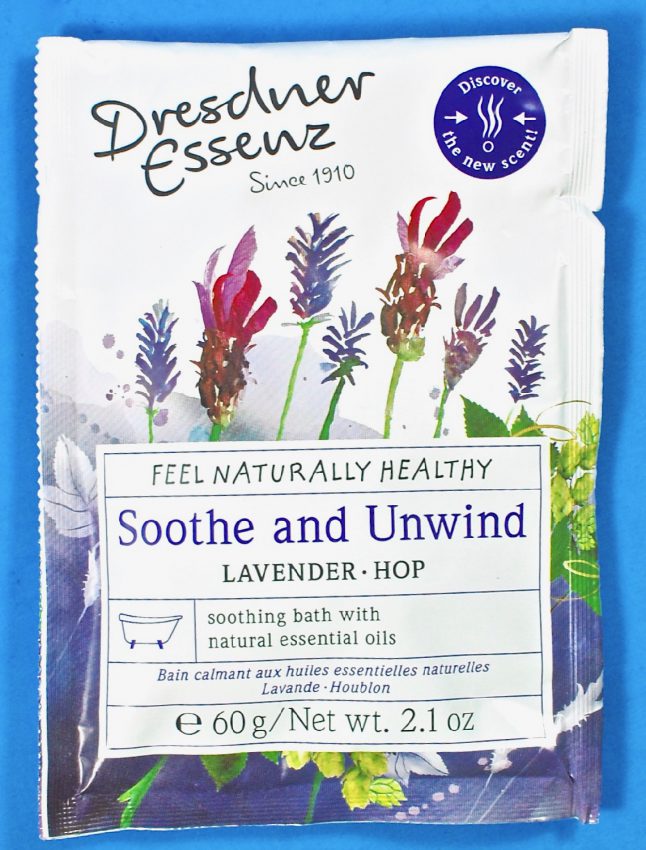 Dresdner
Essenz
Since 1910
Discover
the new scent!
FEEL NATURALLY HEALTHY
Soothe and Unwind
LAVENDER · HOP
soothing bath with
natural essential oils
Bain calmant aux huiles essentielles naturelles
Lavande · Houblon
℮ 60 g/Net wt. 2.1 oz